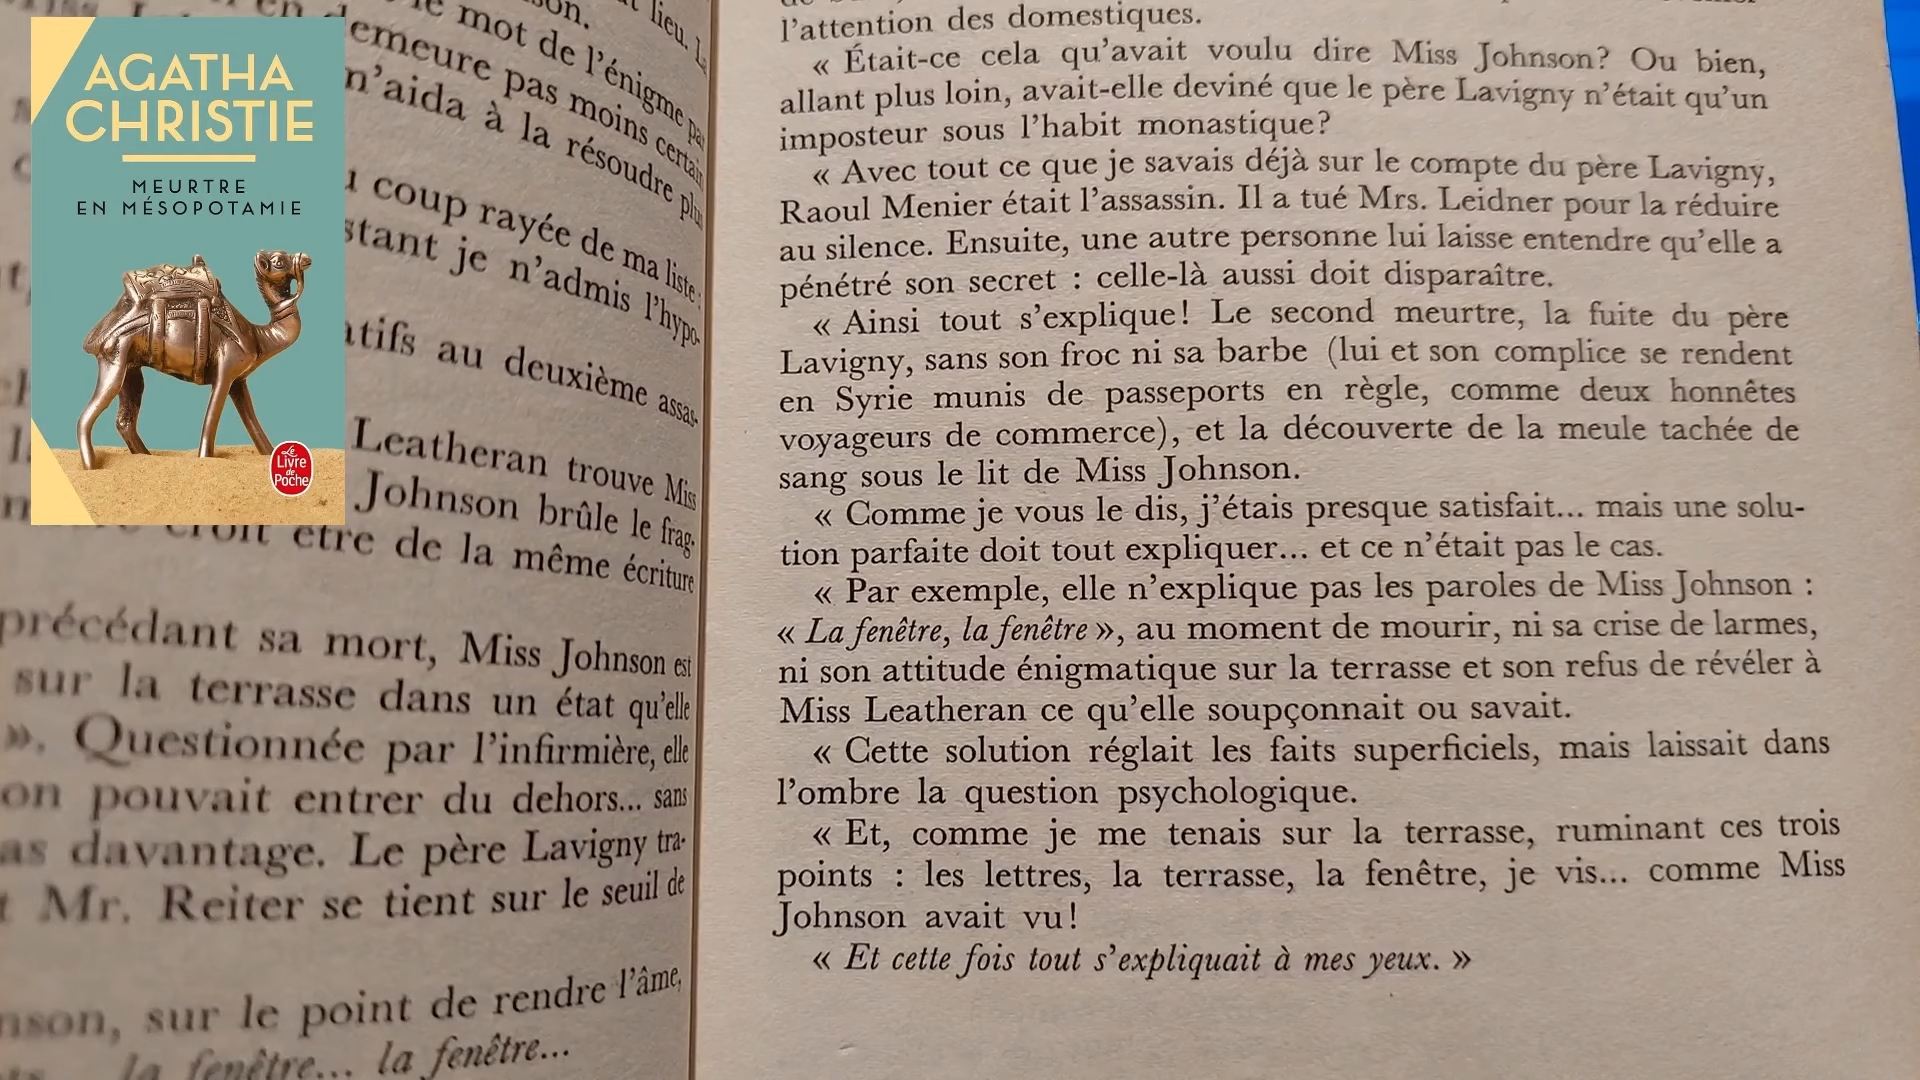 AGATHA
CHRISTIE
MEURTRE
EN MÉSOPOTAMIE
Le
Livre
de
Poche
lieu.
mot de l'énigme par
demeure pas moins certain
n'aida à la résoudre plus
coup rayée de ma liste :
je n'admis l'hypo-
au deuxième assas-
Leatheran trouve Miss
Johnson brûle le frag-
croit être de la même écriture
précédant sa mort, Miss Johnson est
sur la terrasse dans un état qu'elle
». Questionnée par l'infirmière, elle
on pouvait entrer du dehors... sans
davantage. Le père Lavigny tra-
Mr. Reiter se tient sur le seuil de
sur le point de rendre l'âme,
la fenêtre... la fenêtre...
l'attention des domestiques.
« Était-ce cela qu'avait voulu dire Miss Johnson? Ou bien,
allant plus loin, avait-elle deviné que le père Lavigny n'était qu'un
imposteur sous l'habit monastique?
« Avec tout ce que je savais déjà sur le compte du père Lavigny,
Raoul Menier était l'assassin. Il a tué Mrs. Leidner pour la réduire
au silence. Ensuite, une autre personne lui laisse entendre qu'elle a
pénétré son secret : celle-là aussi doit disparaître.
« Ainsi tout s'explique! Le second meurtre, la fuite du père
Lavigny, sans son froc ni sa barbe (lui et son complice se rendent
en Syrie munis de passeports en règle, comme deux honnêtes
voyageurs de commerce), et la découverte de la meule tachée de
sang sous le lit de Miss Johnson.
« Comme je vous le dis, j'étais presque satisfait... mais une solu-
tion parfaite doit tout expliquer... et ce n'était pas le cas.
« Par exemple, elle n'explique pas les paroles de Miss Johnson :
« La fenêtre, la fenêtre », au moment de mourir, ni sa crise de larmes,
ni son attitude énigmatique sur la terrasse et son refus de révéler à
Miss Leatheran ce qu'elle soupçonnait ou savait.
« Cette solution réglait les faits superficiels, mais laissait dans
l'ombre la question psychologique.
« Et, comme je me tenais sur la terrasse, ruminant ces trois
points : les lettres, la terrasse, la fenêtre, je vis... comme Miss
Johnson avait vu!
« Et cette fois tout s'expliquait à mes yeux. »